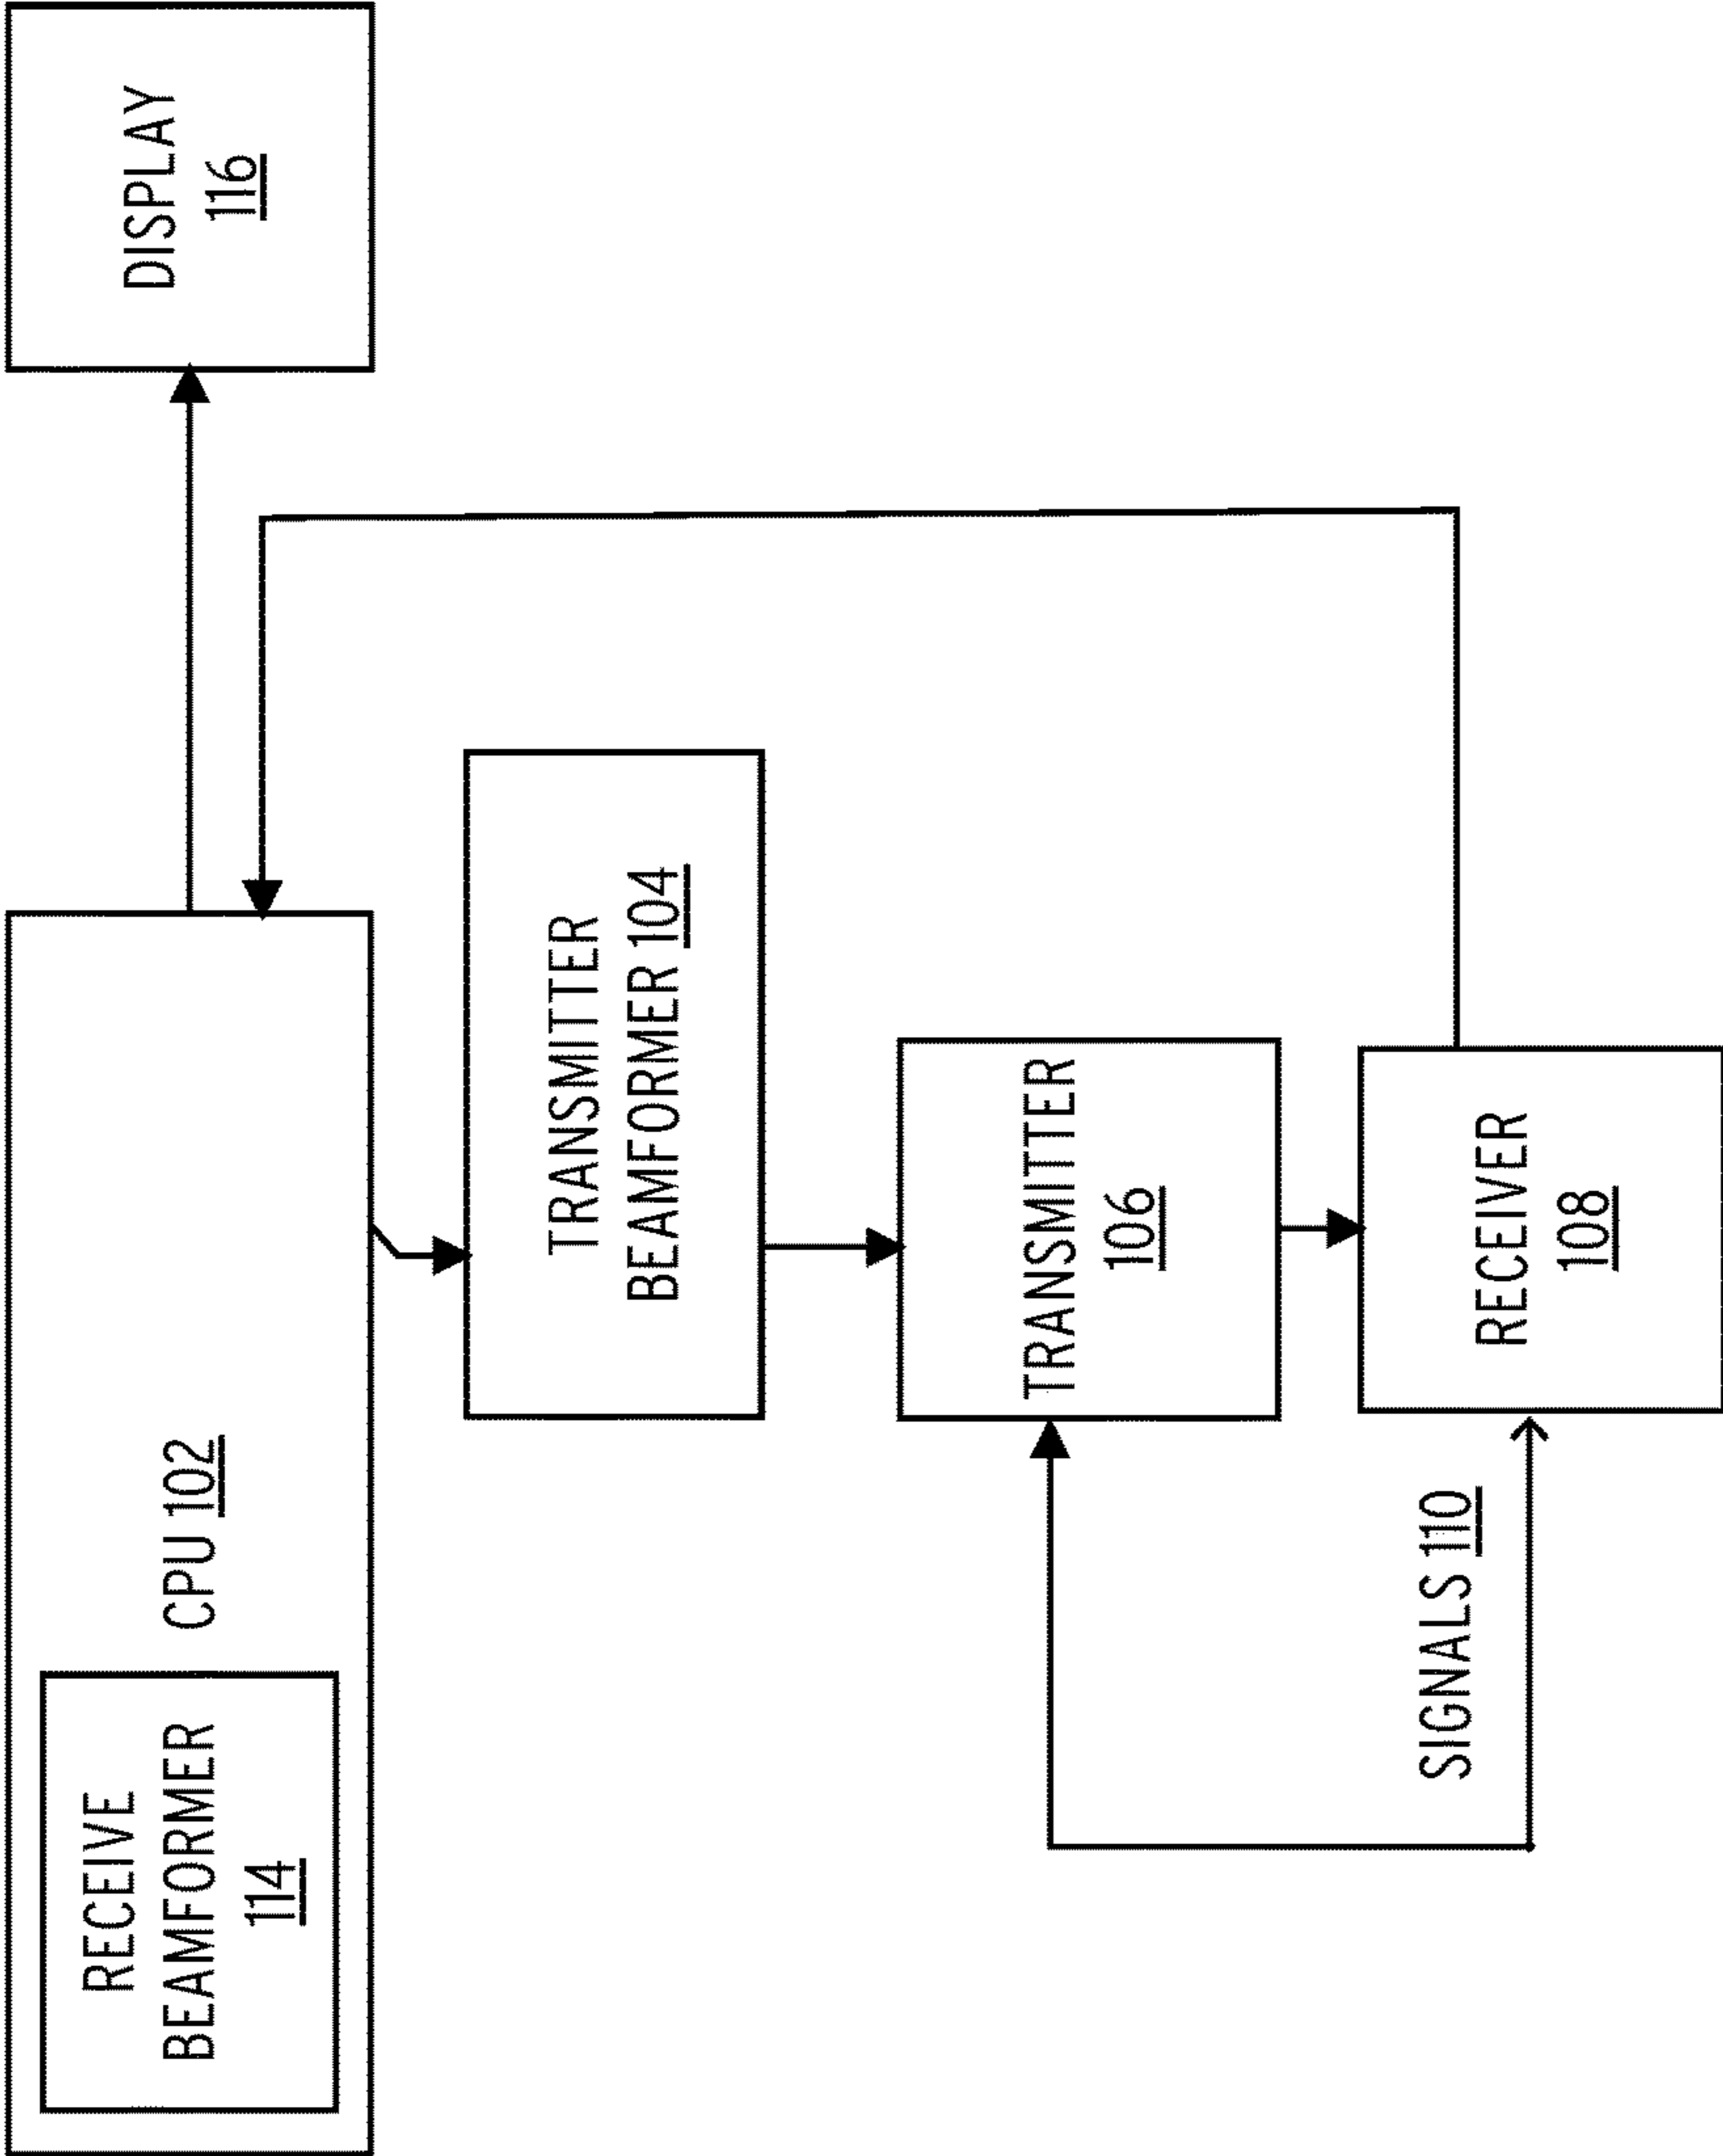 RECEIVE
BEAMFORMER
114
CPU 102
DISPLAY
116
TRANSMITTER
BEAMFORMER 104
TRANSMITTER
106
SIGNALS 110
RECEIVER
108